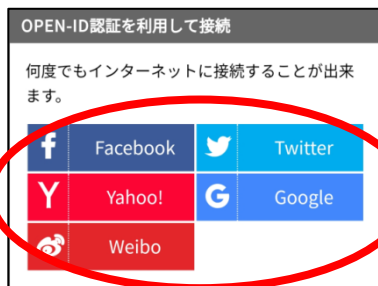 OPEN-ID認証を利用して接続
何度でもインターネットに接続することが出来
ます。
Facebook
Twitter
Yahoo!
Google
Weibo